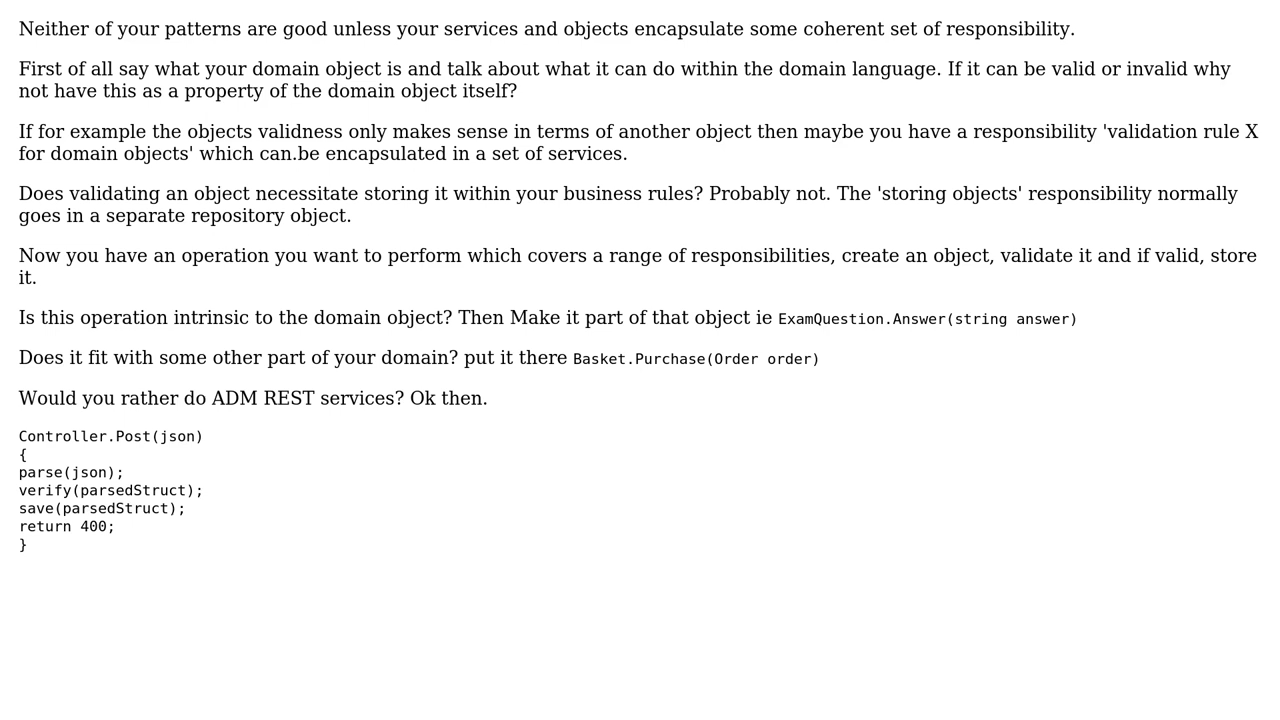 Neither of your patterns are good unless your services and objects encapsulate some coherent set of responsibility.
First of all say what your domain object is and talk about what it can do within the domain language. If it can be valid or invalid why
not have this as a property of the domain object itself?
If for example the objects validness only makes sense in terms of another object then maybe you have a responsibility 'validation rule X
for domain objects' which can.be encapsulated in a set of services.
Does validating an object necessitate storing it within your business rules? Probably not. The 'storing objects' responsibility normally
goes in a separate repository object.
Now you have an operation you want to perform which covers a range of responsibilities, create an object, validate it and if valid, store
it.
Is this operation intrinsic to the domain object? Then Make it part of that object ie ExamQuestion.Answer(string answer)
Does it fit with some other part of your domain? put it there Basket.Purchase(Order order)
Would you rather do ADM REST services? Ok then.
Controller.Post(json)
{
parse(json);
verify(parsedStruct);
save(parsedStruct);
return 400;
}